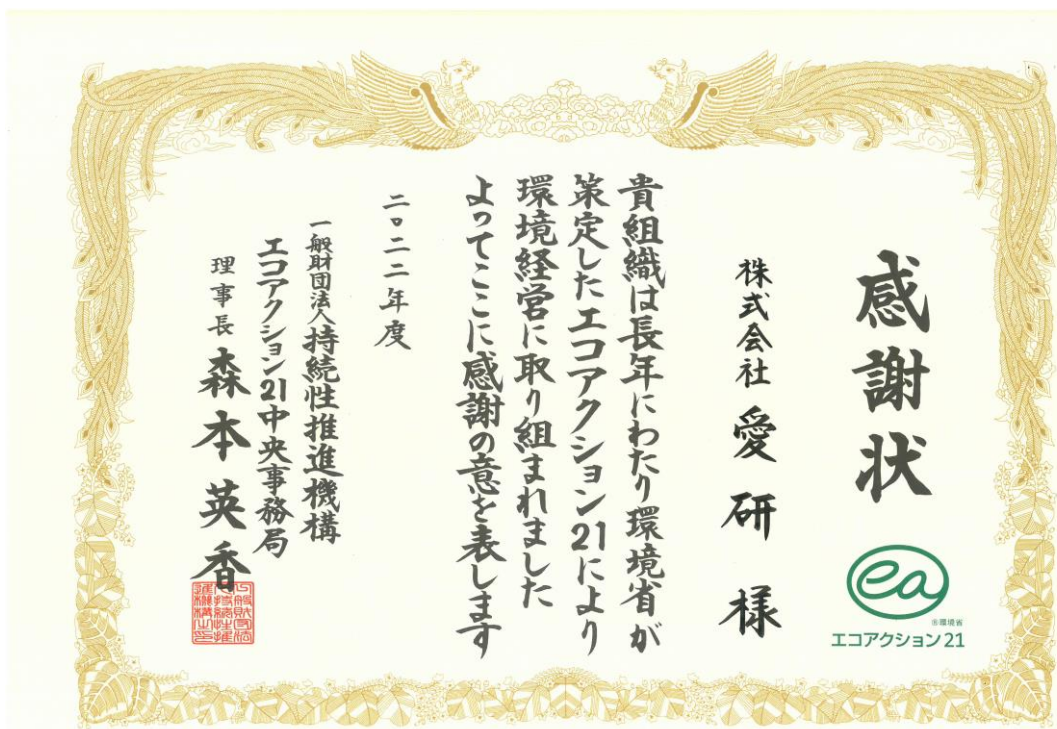 感謝状
ea
®環境省
エコアクション21
株式会社愛研様
貴組織は長年にわたり環境省が
策定したエコアクション21により
環境経営に取り組まれました
よってここに感謝の意を表します
二〇二二年度
一般財団法人持続性推進機構
エコアクション21中央事務局
理事長 森本英香